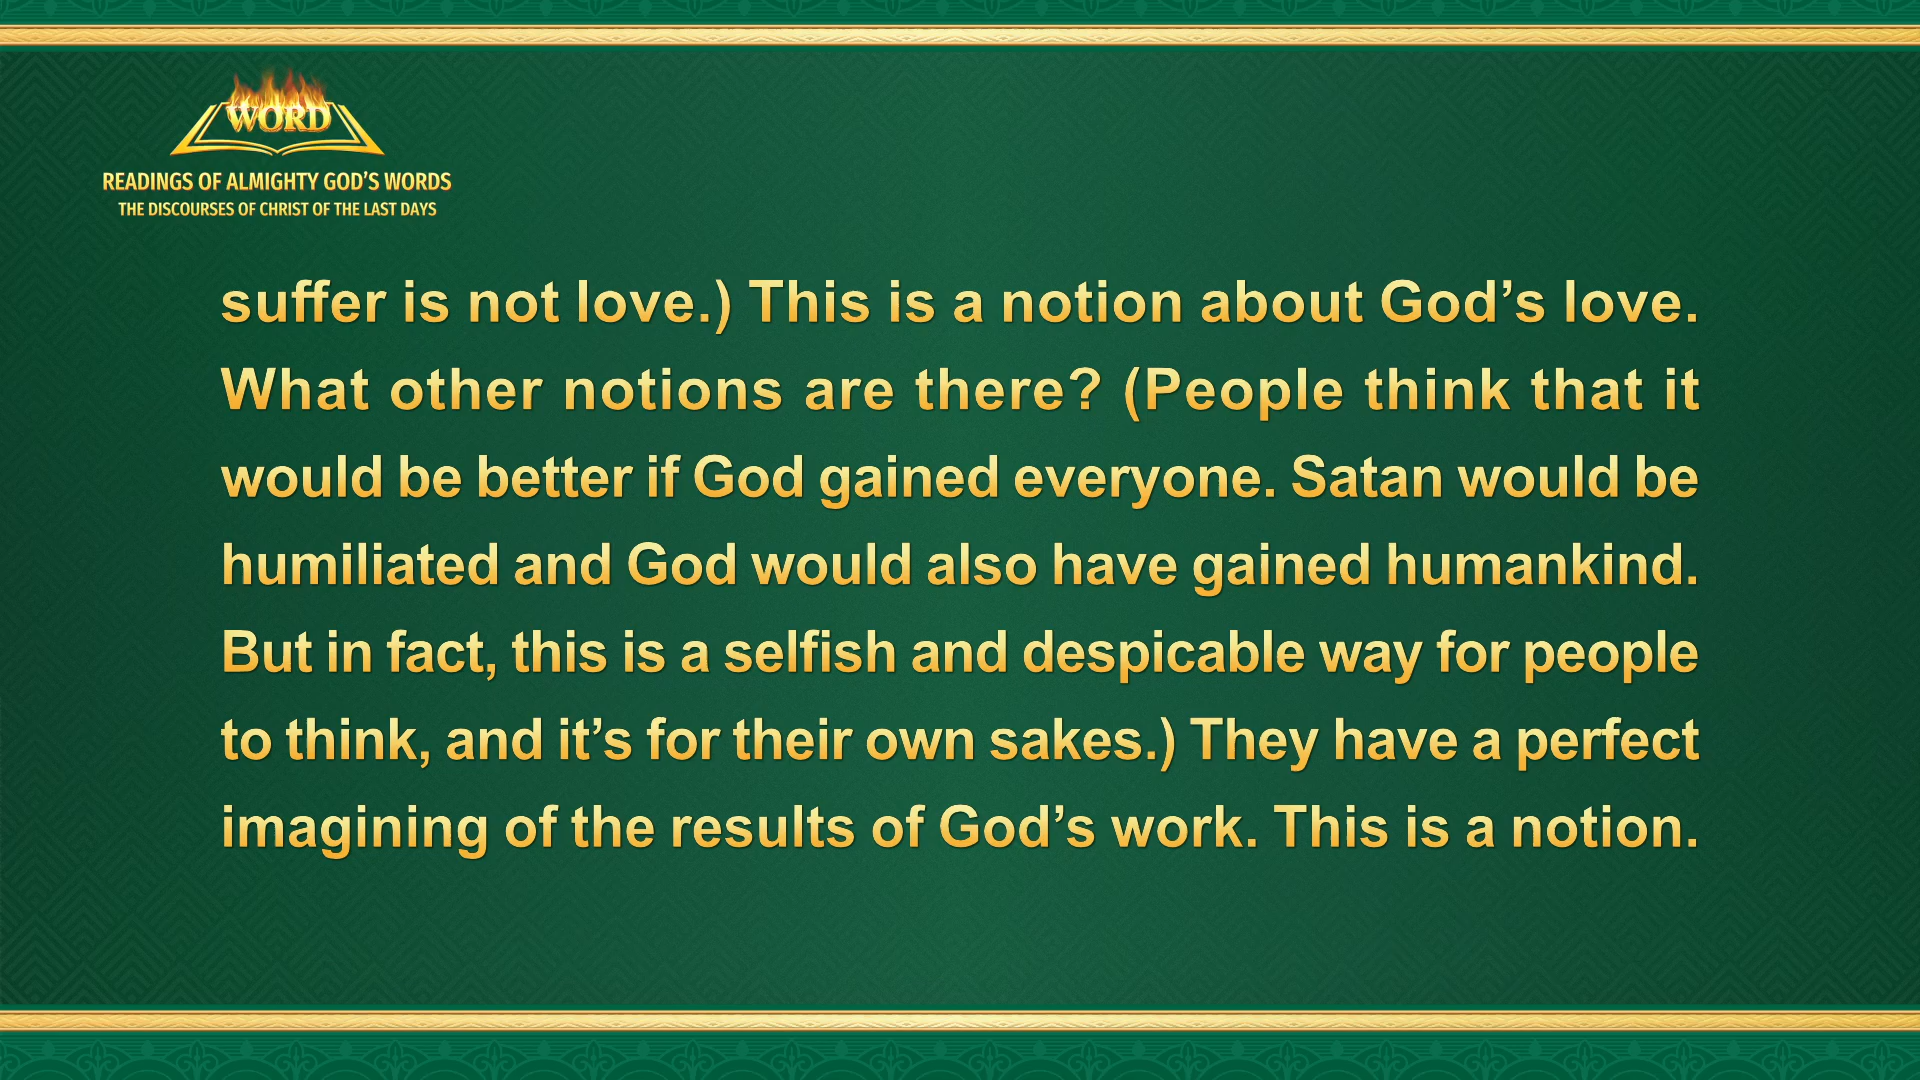 WORD
READINGS OF ALMIGHTY GOD’S WORDS
THE DISCOURSES OF CHRIST OF THE LAST DAYS
suffer is not love.) This is a notion about God’s love.
What other notions are there? (People think that it
would be better if God gained everyone. Satan would be
humiliated and God would also have gained humankind.
But in fact, this is a selfish and despicable way for people
to think, and it’s for their own sakes.) They have a perfect
imagining of the results of God’s work. This is a notion.